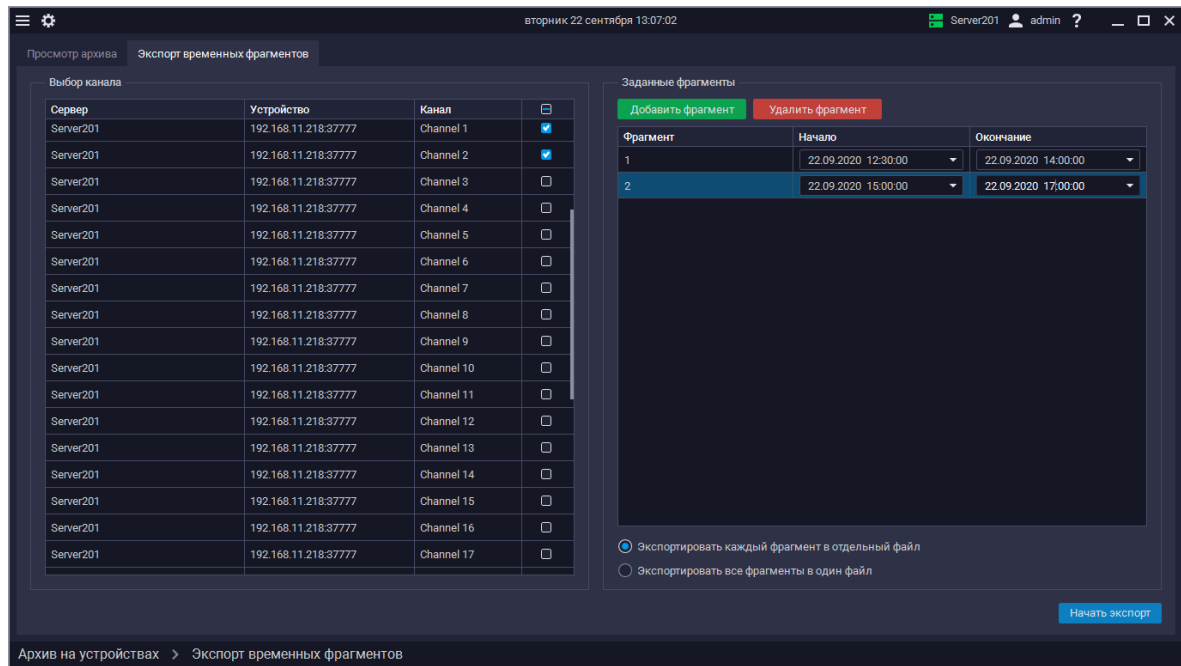 вторник 22 сентября 13:07:02 Server201 admin ?
Просмотр архива Экспорт временных фрагментов
Выбор канала
Сервер Устройство Канал
Server201 192.168.11.218:37777 Channel 1
Server201 192.168.11.218:37777 Channel 2
Server201 192.168.11.218:37777 Channel 3
Server201 192.168.11.218:37777 Channel 4
Server201 192.168.11.218:37777 Channel 5
Server201 192.168.11.218:37777 Channel 6
Server201 192.168.11.218:37777 Channel 7
Server201 192.168.11.218:37777 Channel 8
Server201 192.168.11.218:37777 Channel 9
Server201 192.168.11.218:37777 Channel 10
Server201 192.168.11.218:37777 Channel 11
Server201 192.168.11.218:37777 Channel 12
Server201 192.168.11.218:37777 Channel 13
Server201 192.168.11.218:37777 Channel 14
Server201 192.168.11.218:37777 Channel 15
Server201 192.168.11.218:37777 Channel 16
Server201 192.168.11.218:37777 Channel 17
Заданные фрагменты
Добавить фрагмент Удалить фрагмент
Фрагмент Начало Окончание
1 22.09.2020 12:30:00 22.09.2020 14:00:00
2 22.09.2020 15:00:00 22.09.2020 17:00:00
Экспортировать каждый фрагмент в отдельный файл
Экспортировать все фрагменты в один файл
Начать экспорт
Архив на устройствах > Экспорт временных фрагментов